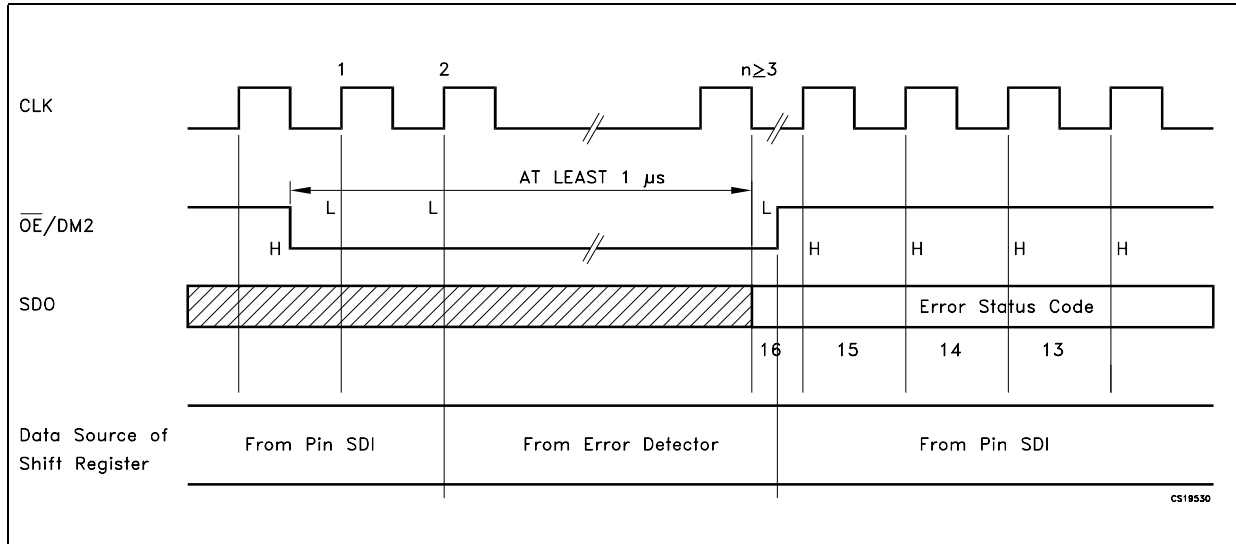 1 2 n≥3
CLK
AT LEAST 1 μs
L L L
O̅E̅/DM2
H H H H H
SDO Error Status Code
16 15 14 13
Data Source of
Shift Register
From Pin SDI From Error Detector From Pin SDI
CS19530